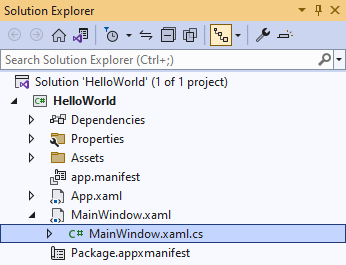 Solution Explorer
Search Solution Explorer (Ctrl+;)
Solution 'HelloWorld' (1 of 1 project)
C# HelloWorld
Dependencies
Properties
Assets
app.manifest
App.xaml
MainWindow.xaml
C# MainWindow.xaml.cs
Package.appxmanifest